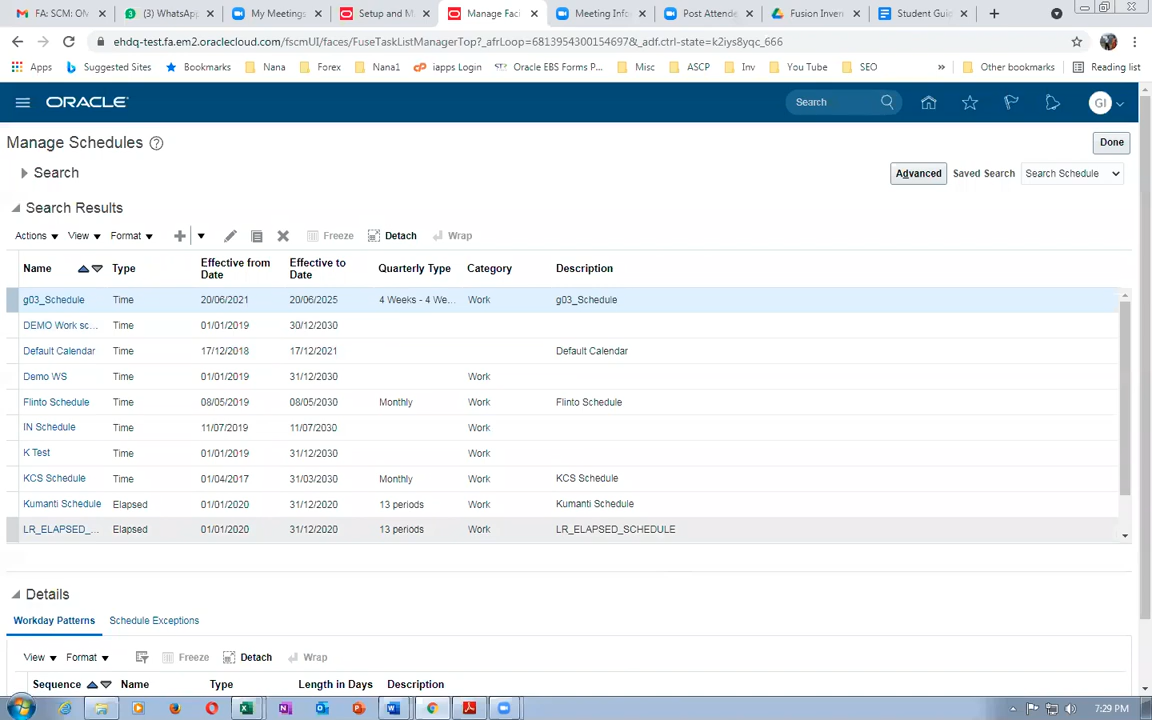 FA: SCM: OM
(3) WhatsApp
My Meetings
Setup and M
Manage Faci
Meeting Info
Post Attende
Fusion Inven
Student Guid
ehdq-test.fa.em2.oraclecloud.com/fscmUI/faces/FuseTaskListManagerTop?_afrLoop=6813954300154697&_adf.ctrl-state=k2iys8yqc_666
Apps Suggested Sites Bookmarks Nana Forex Nana1 iapps Login Oracle EBS Forms P... Misc ASCP Inv You Tube SEO » Other bookmarks Reading list
ORACLE Search GI
Manage Schedules ? Done
Search Advanced Saved Search Search Schedule
Search Results
Actions View Format Freeze Detach Wrap
Name Type Effective from Date Effective to Date Quarterly Type Category Description
g03_Schedule Time 20/06/2021 20/06/2025 4 Weeks - 4 We... Work g03_Schedule
DEMO Work sc... Time 01/01/2019 30/12/2030
Default Calendar Time 17/12/2018 17/12/2021 Default Calendar
Demo WS Time 01/01/2019 31/12/2030 Work
Flinto Schedule Time 08/05/2019 08/05/2030 Monthly Work Flinto Schedule
IN Schedule Time 11/07/2019 11/07/2030 Work
K Test Time 01/01/2019 31/12/2030 Work
KCS Schedule Time 01/04/2017 31/03/2030 Monthly Work KCS Schedule
Kumanti Schedule Elapsed 01/01/2020 31/12/2020 13 periods Work Kumanti Schedule
LR_ELAPSED_... Elapsed 01/01/2020 31/12/2020 13 periods Work LR_ELAPSED_SCHEDULE
Details
Workday Patterns Schedule Exceptions
View Format Freeze Detach Wrap
Sequence Name Type Length in Days Description
7:29 PM